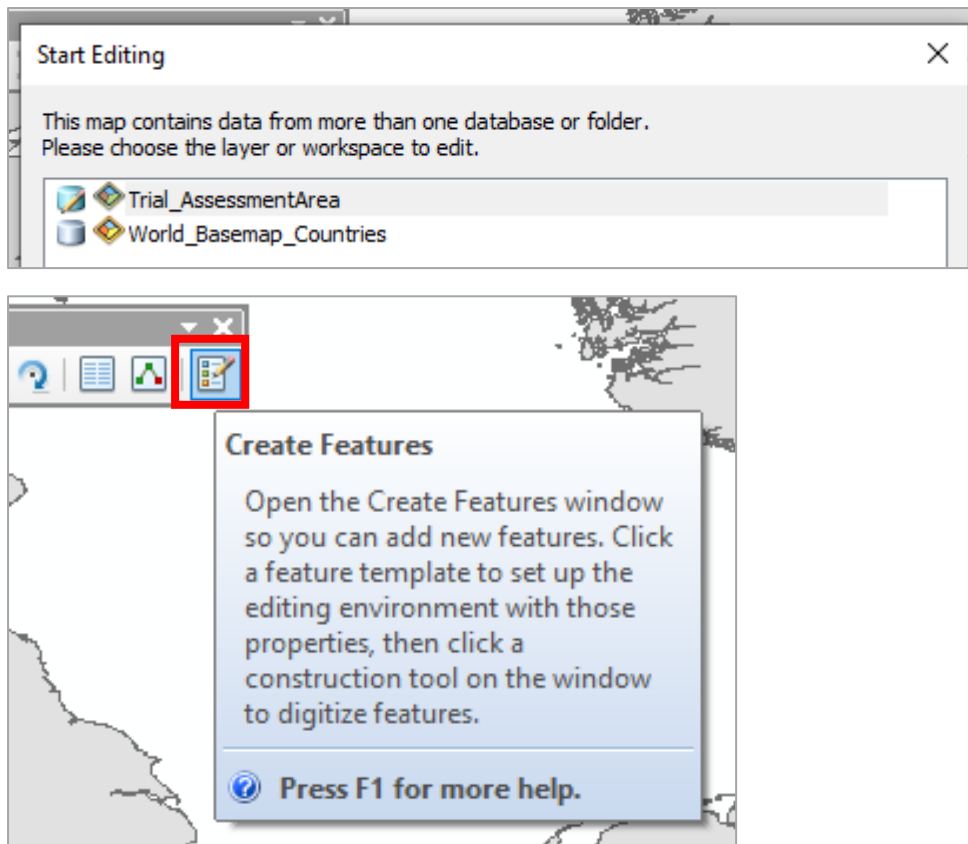 Start Editing
This map contains data from more than one database or folder.
Please choose the layer or workspace to edit.
Trial_AssessmentArea
World_Basemap_Countries
Create Features
Open the Create Features window
so you can add new features. Click
a feature template to set up the
editing environment with those
properties, then click a
construction tool on the window
to digitize features.
Press F1 for more help.